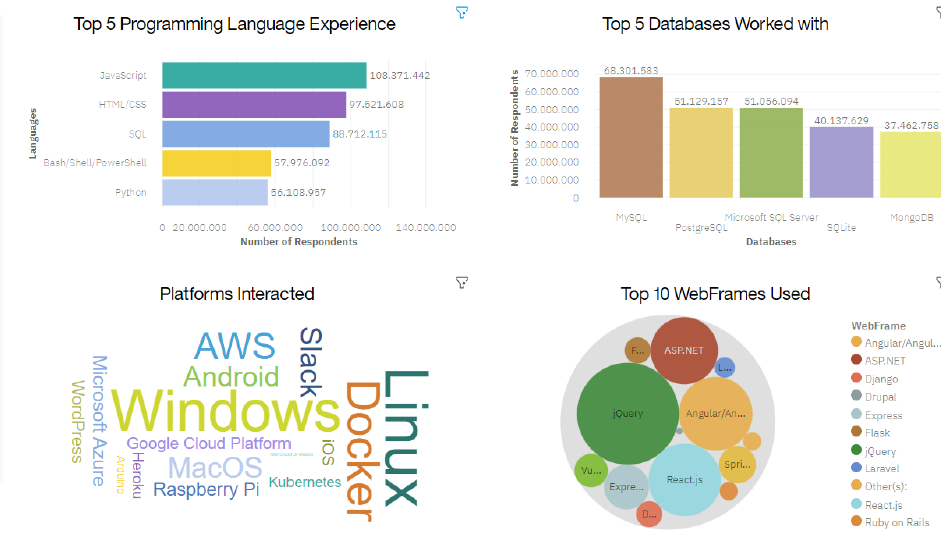 Top 5 Programming Language Experience
Languages
JavaScript
108.371.442
HTML/CSS
97.521.608
SQL
88.712.115
Bash/Shell/PowerShell
57.976.092
Python
56.108.957
0 20.000.000 60.000.000 100.000.000 140.000.000
Number of Respondents
Top 5 Databases Worked with
Number of Respondents
70.000.000
60.000.000
50.000.000
40.000.000
30.000.000
20.000.000
10.000.000
0
68.301.583
51.129.157
51.056.094
40.137.629
37.462.758
MySQL
PostgreSQL
Microsoft SQL Server
SQLite
MongoDB
Databases
Platforms Interacted
AWS
Slack
Android
Microsoft Azure
WordPress
Windows
Docker
Linux
Google Cloud Platform
iOS
Arduino
Heroku
MacOS
Raspberry Pi
Kubernetes
Top 10 WebFrames Used
F...
ASP.NET
L...
jQuery
Angular/An...
Vu...
Expre...
React.js
Spri...
D...
WebFrame
Angular/Angul...
ASP.NET
Django
Drupal
Express
Flask
jQuery
Laravel
Other(s):
React.js
Ruby on Rails